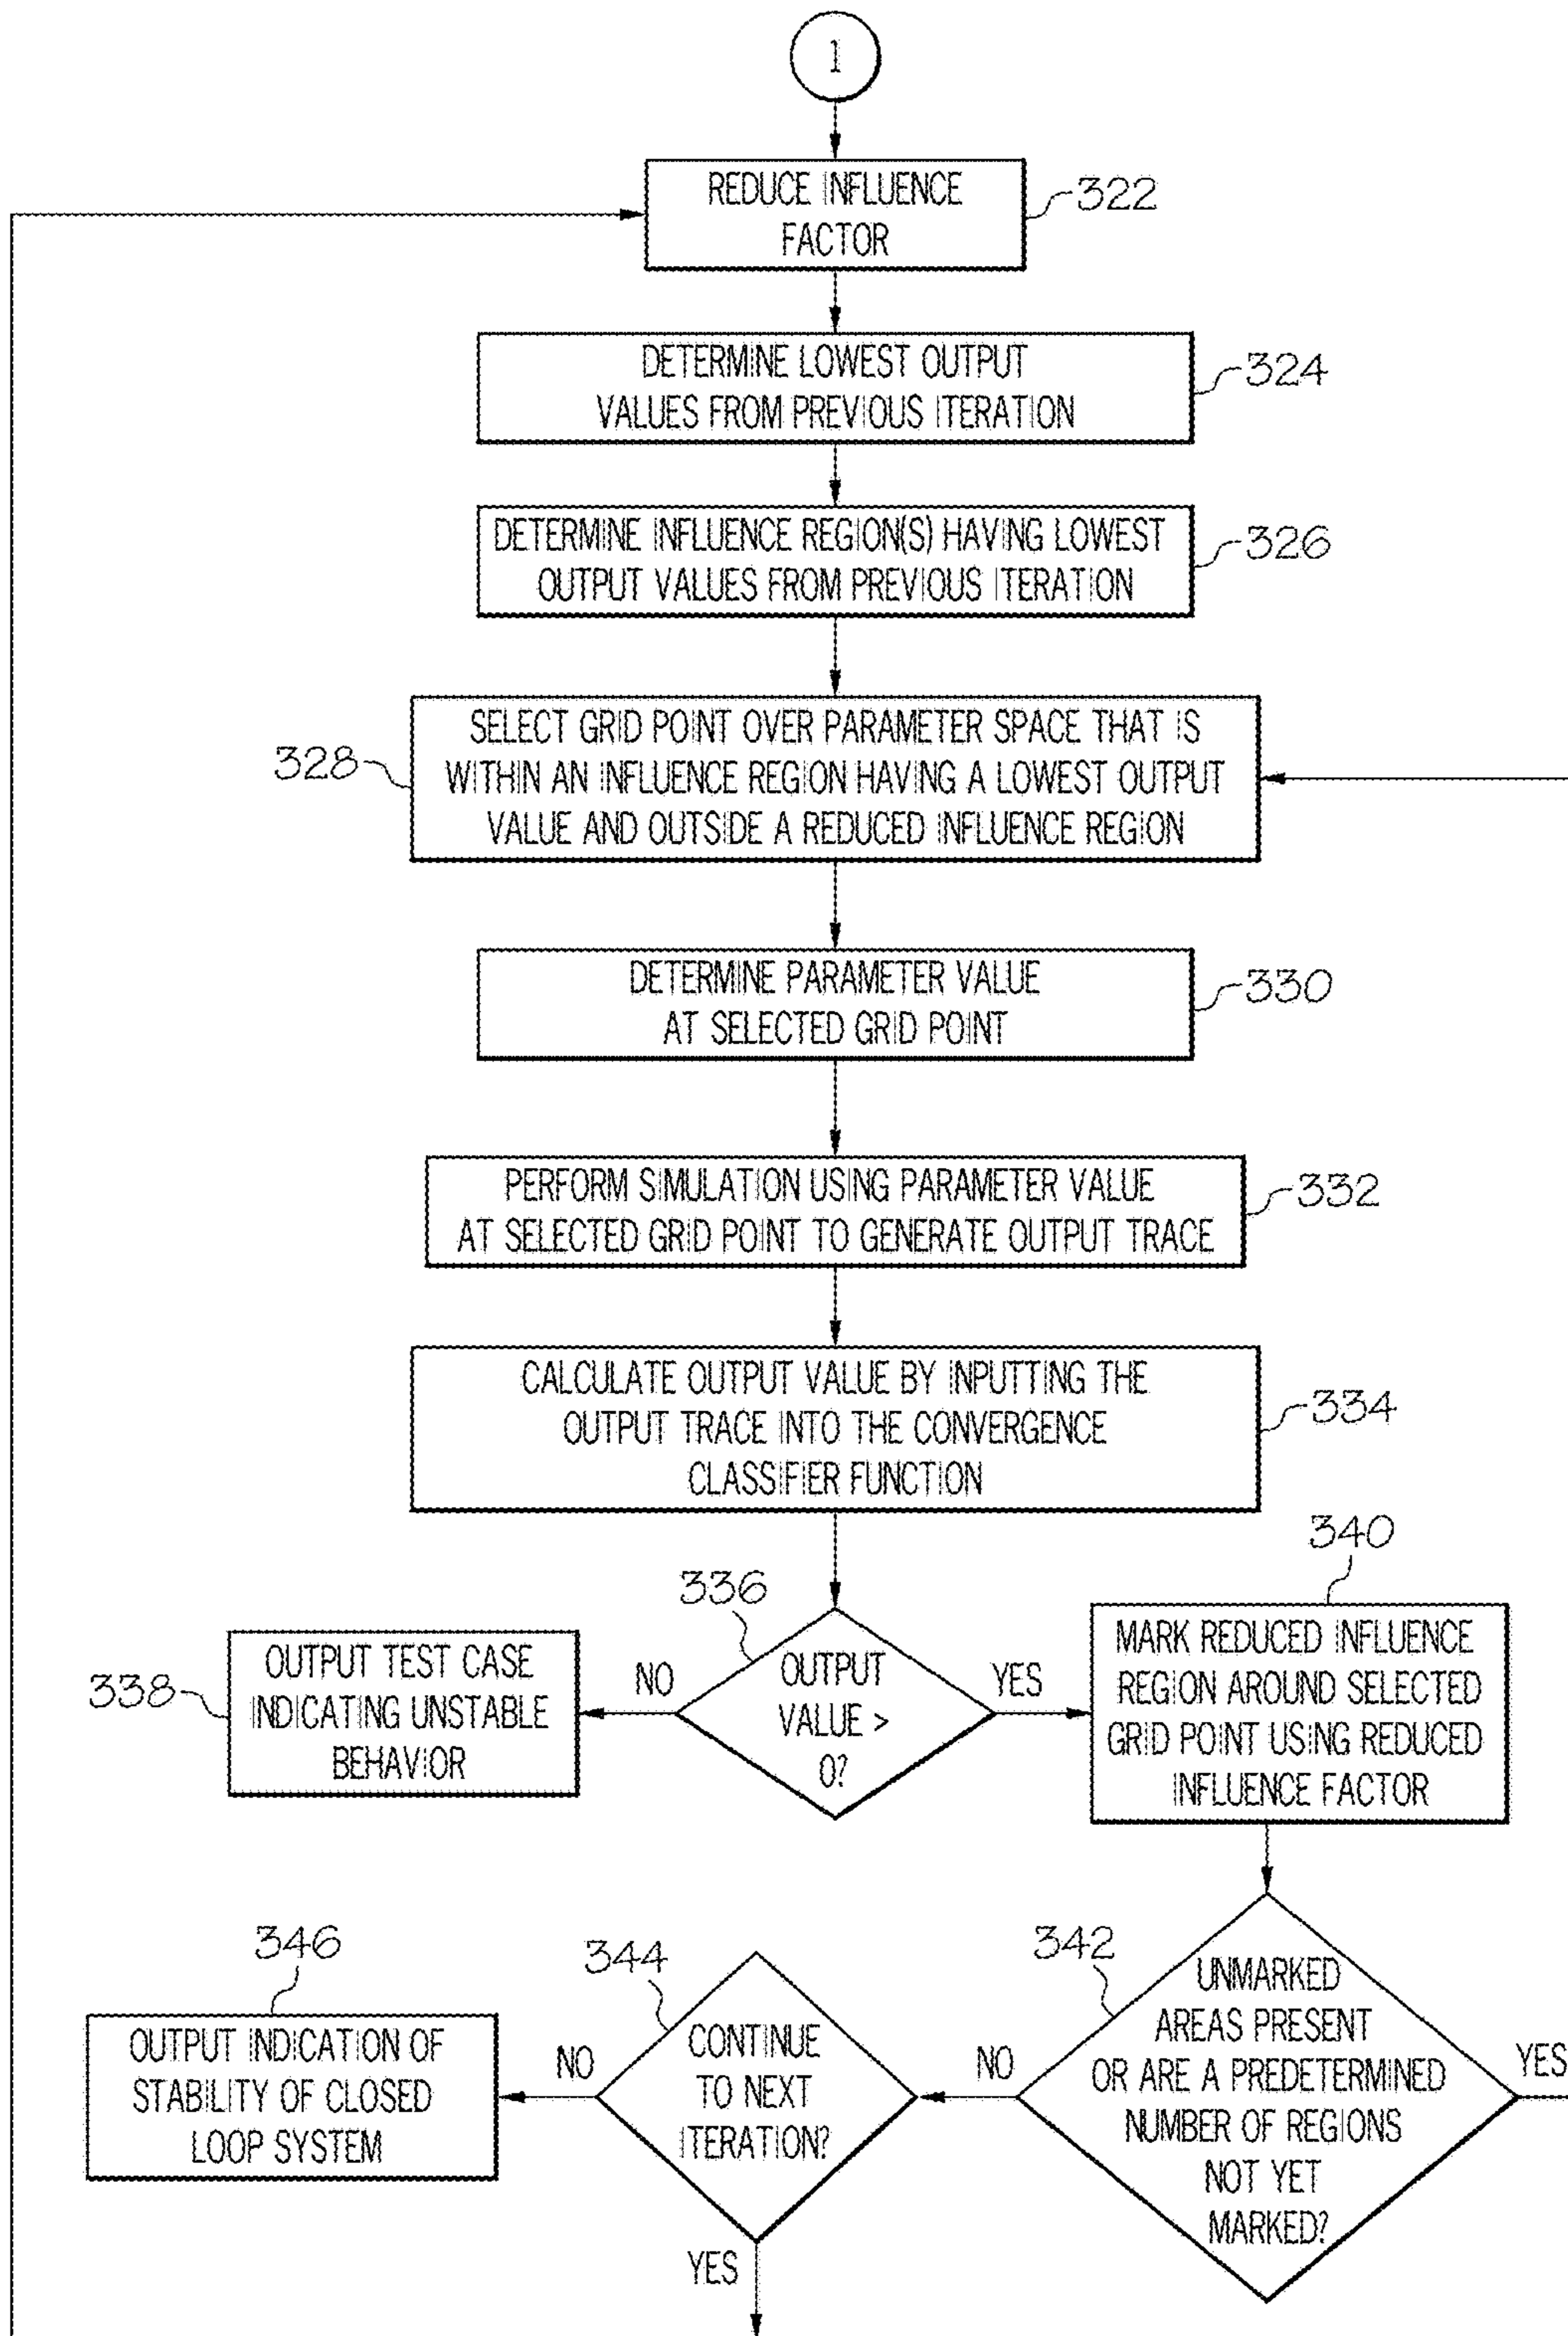 1
REDUCE INFLUENCE
FACTOR
322
DETERMINE LOWEST OUTPUT
VALUES FROM PREVIOUS ITERATION
324
DETERMINE INFLUENCE REGION(S) HAVING LOWEST
OUTPUT VALUES FROM PREVIOUS ITERATION
326
SELECT GRID POINT OVER PARAMETER SPACE THAT IS
WITHIN AN INFLUENCE REGION HAVING A LOWEST OUTPUT
VALUE AND OUTSIDE A REDUCED INFLUENCE REGION
328
DETERMINE PARAMETER VALUE
AT SELECTED GRID POINT
330
PERFORM SIMULATION USING PARAMETER VALUE
AT SELECTED GRID POINT TO GENERATE OUTPUT TRACE
332
CALCULATE OUTPUT VALUE BY INPUTTING THE
OUTPUT TRACE INTO THE CONVERGENCE
CLASSIFIER FUNCTION
334
336
OUTPUT
VALUE >
0?
NO
YES
338
OUTPUT TEST CASE
INDICATING UNSTABLE
BEHAVIOR
340
MARK REDUCED INFLUENCE
REGION AROUND SELECTED
GRID POINT USING REDUCED
INFLUENCE FACTOR
342
UNMARKED
AREAS PRESENT
OR ARE A PREDETERMINED
NUMBER OF REGIONS
NOT YET
MARKED?
YES
NO
344
CONTINUE
TO NEXT
ITERATION?
NO
YES
346
OUTPUT INDICATION OF
STABILITY OF CLOSED
LOOP SYSTEM